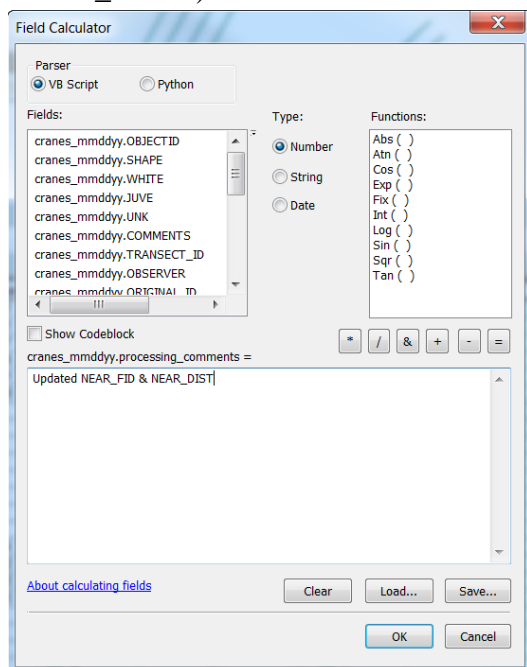 Field Calculator
Parser
VB Script Python
Fields:
cranes_mmddyy.OBJECTID
cranes_mmddyy.SHAPE
cranes_mmddyy.WHITE
cranes_mmddyy.JUVE
cranes_mmddyy.UNK
cranes_mmddyy.COMMENTS
cranes_mmddyy.TRANSECT_ID
cranes_mmddyy.OBSERVER
cranes_mmddyy.ORIGINAL_ID
Type:
Number
String
Date
Functions:
Abs ( )
Atn ( )
Cos ( )
Exp ( )
Fix ( )
Int ( )
Log ( )
Sin ( )
Sqr ( )
Tan ( )
Show Codeblock
* / & + - =
cranes_mmddyy.processing_comments =
Updated NEAR_FID & NEAR_DIST
About calculating fields
Clear Load... Save...
OK Cancel